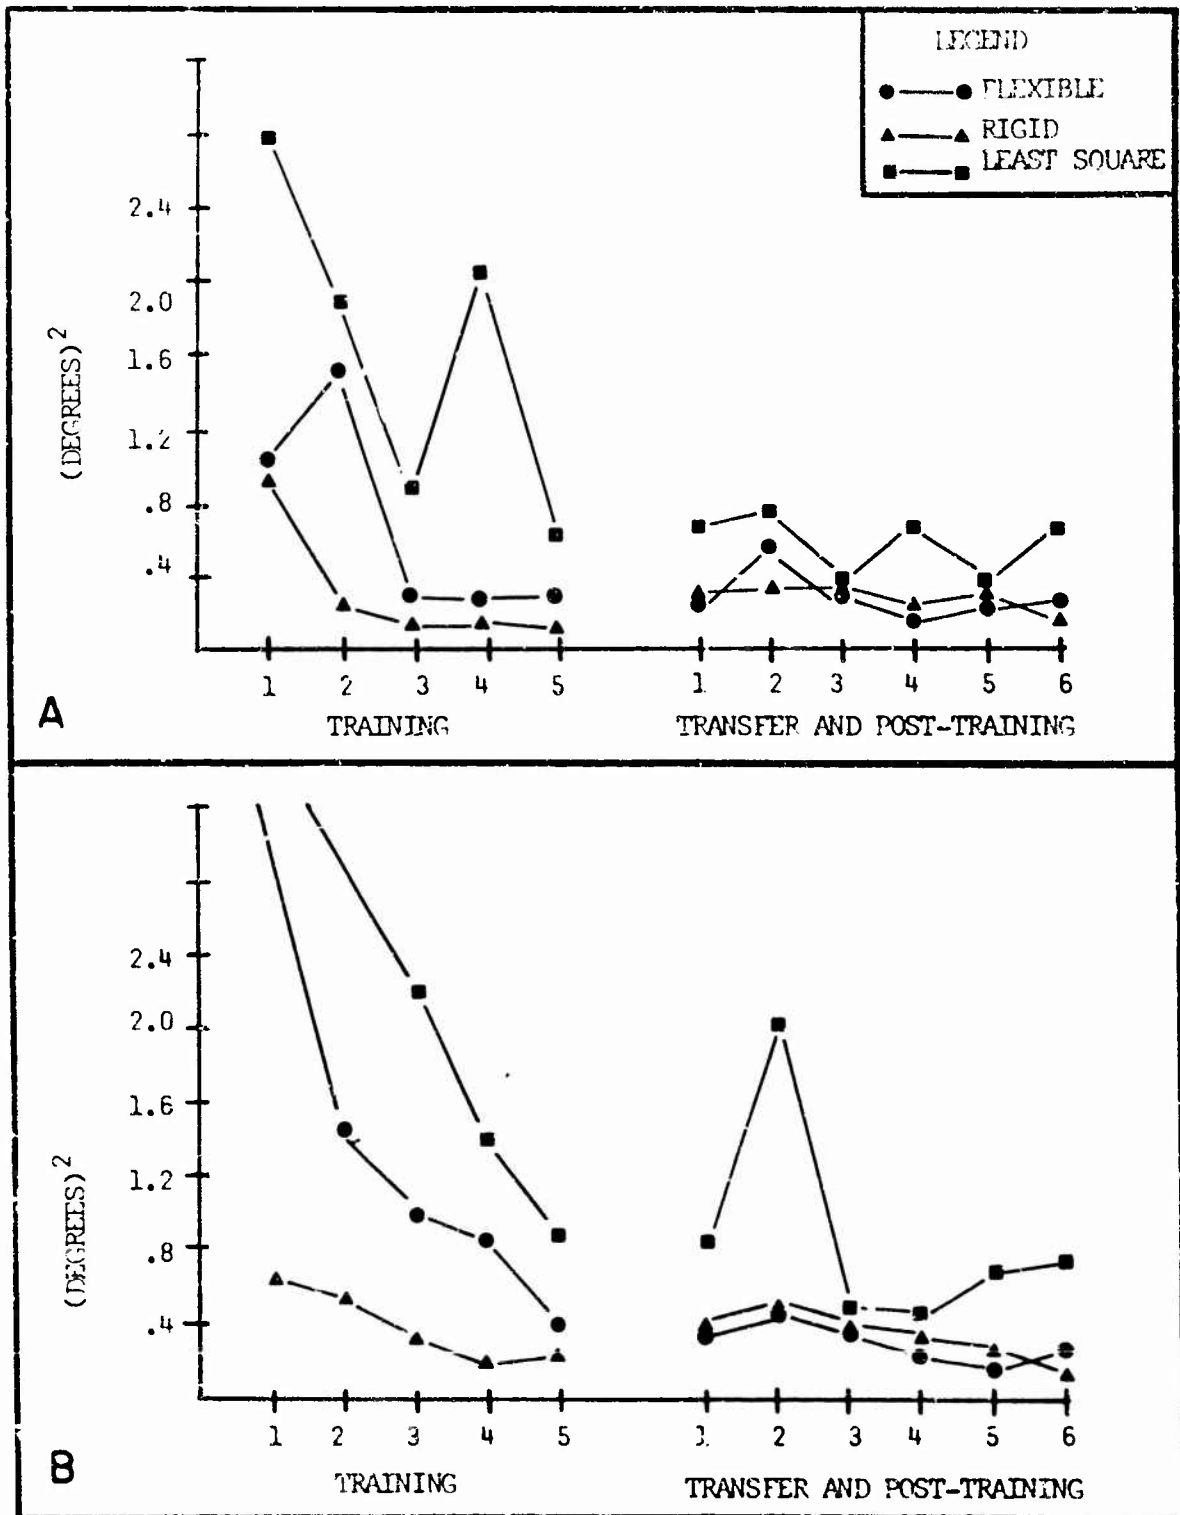 LEGEND
FLEXIBLE
RIGID
LEAST SQUARE
2.4
2.0
1.6
1.2
.8
.4
(DEGREES)2
1 2 3 4 5
1 2 3 4 5 6
A
TRAINING
TRANSFER AND POST-TRAINING
2.4
2.0
1.6
1.2
.8
.4
(DEGREES)2
1 2 3 4 5
1 2 3 4 5 6
B
TRAINING
TRANSFER AND POST-TRAINING